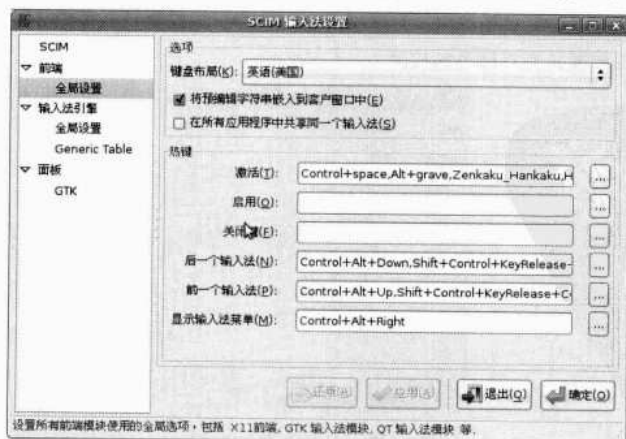 SCIM 输入法设置
SCIM
前端
全局设置
输入法引擎
全局设置
Generic Table
面板
GTK
选项
键盘布局(K): 英语(美国)
将预编辑字符串嵌入到客户窗口中(E)
在所有应用程序中共享同一个输入法(S)
热键
激活(T): Control+space,Alt+grave,Zenkaku_Hankaku,H
启用(O):
关闭(F):
后一个输入法(N): Control+Alt+Down,Shift+Control+KeyRelease+
前一个输入法(P): Control+Alt+Up,Shift+Control+KeyRelease+C
显示输入法菜单(M): Control+Alt+Right
还原(R) 应用(A) 退出(Q) 确定(O)
设置所有前端模块使用的全局选项，包括 X11前端, GTK 输入法模块, QT 输入法模块 等.